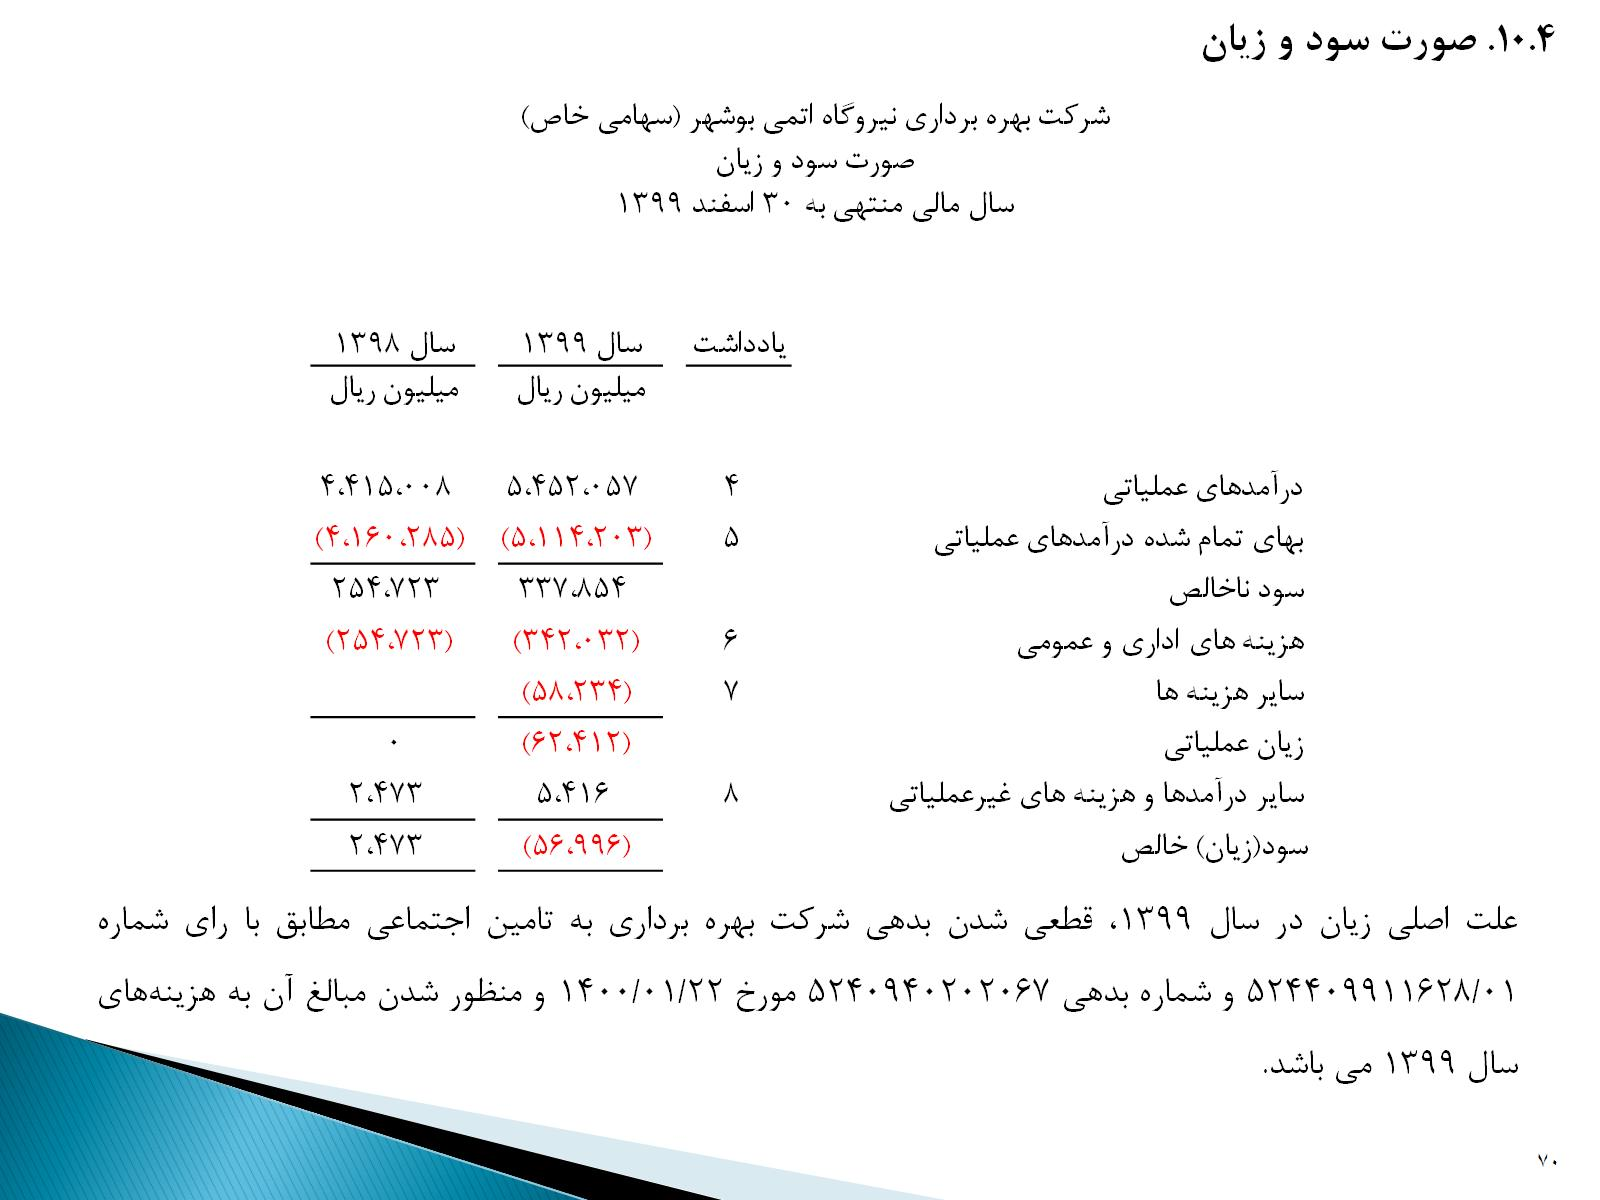 ۱۰.۴. صورت سود و زیان
شرکت بهره برداری نیروگاه اتمی بوشهر (سهامی خاص)
صورت سود و زیان
سال مالی منتهی به ۳۰ اسفند ۱۳۹۹
یادداشت سال ۱۳۹۹ سال ۱۳۹۸
میلیون ریال میلیون ریال
درآمدهای عملیاتی ۴ ۵،۴۵۲،۰۵۷ ۴،۴۱۵،۰۰۸
بهای تمام شده درآمدهای عملیاتی ۵ (۵،۱۱۴،۲۰۳) (۴،۱۶۰،۲۸۵)
سود ناخالص ۳۳۷،۸۵۴ ۲۵۴،۷۲۳
هزینه های اداری و عمومی ۶ (۳۴۲،۰۳۲) (۲۵۴،۷۲۳)
سایر هزینه ها ۷ (۵۸،۲۳۴)
زیان عملیاتی (۶۲،۴۱۲) ۰
سایر درآمدها و هزینه های غیرعملیاتی ۸ ۵،۴۱۶ ۲،۴۷۳
سود(زیان) خالص (۵۶،۹۹۶) ۲،۴۷۳
علت اصلی زیان در سال ۱۳۹۹، قطعی شدن بدهی شرکت بهره برداری به تامین اجتماعی مطابق با رای شماره
۵۲۴۴۰۹۹۱۱۶۲۸/۰۱ و شماره بدهی ۵۲۴۰۹۴۰۲۰۲۰۶۷ مورخ ۱۴۰۰/۰۱/۲۲ و منظور شدن مبالغ آن به هزینه‌های
سال ۱۳۹۹ می باشد.
۷۰